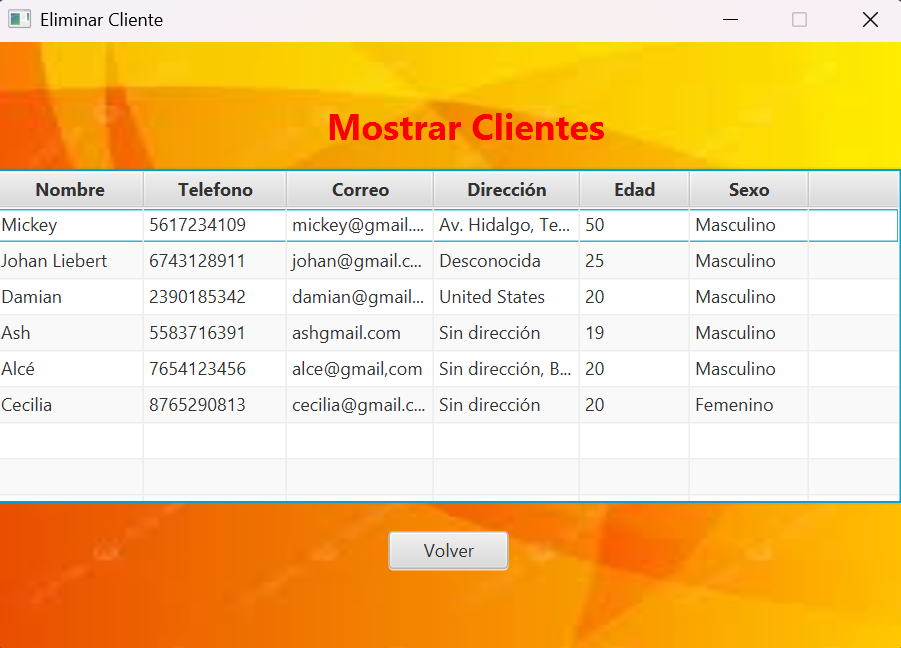 Eliminar Cliente
Mostrar Clientes
Nombre Telefono Correo Dirección Edad Sexo
Mickey 5617234109 mickey@gmail.... Av. Hidalgo, Te... 50 Masculino
Johan Liebert 6743128911 johan@gmail.c... Desconocida 25 Masculino
Damian 2390185342 damian@gmail... United States 20 Masculino
Ash 5583716391 ashgmail.com Sin dirección 19 Masculino
Alcé 7654123456 alce@gmail,com Sin dirección, B... 20 Masculino
Cecilia 8765290813 cecilia@gmail.c... Sin dirección 20 Femenino
Volver